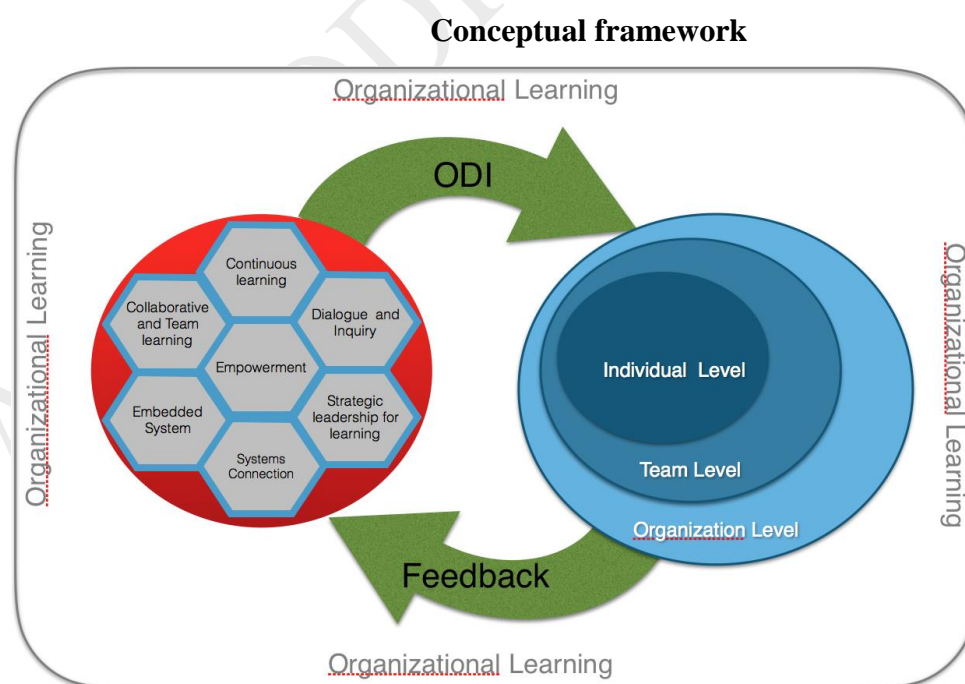 Conceptual framework
Organizational Learning
ODI
Organizational Learning
Continuous
learning
Collaborative
and Team
learning
Dialogue and
Inquiry
Empowerment
Embedded
System
Strategic
leadership for
learning
Systems
Connection
Individual Level
Team Level
Organization Level
Organizational Learning
Feedback
Organizational Learning